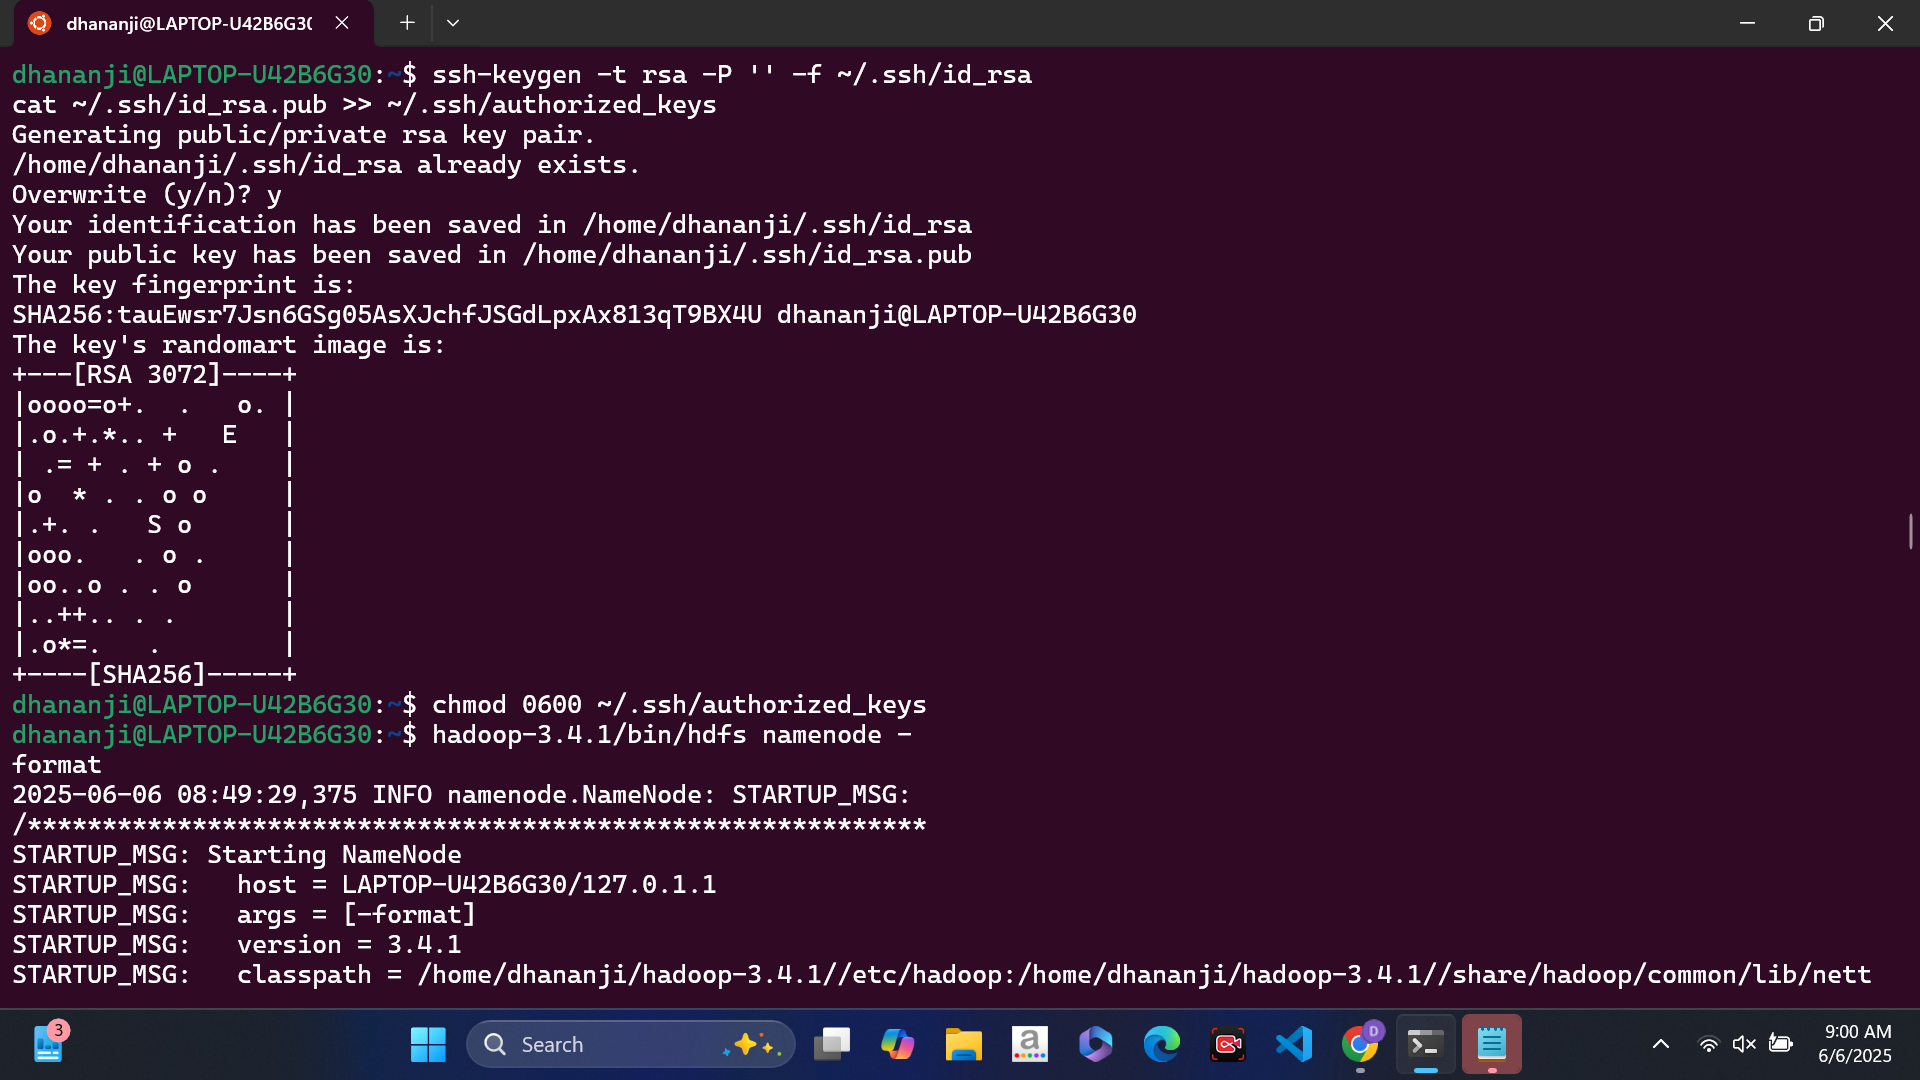 dhananji@LAPTOP-U42B6G30
dhananji@LAPTOP-U42B6G30:~$ ssh-keygen -t rsa -P '' -f ~/.ssh/id_rsa
cat ~/.ssh/id_rsa.pub >> ~/.ssh/authorized_keys
Generating public/private rsa key pair.
/home/dhananji/.ssh/id_rsa already exists.
Overwrite (y/n)? y
Your identification has been saved in /home/dhananji/.ssh/id_rsa
Your public key has been saved in /home/dhananji/.ssh/id_rsa.pub
The key fingerprint is:
SHA256:tauEwsr7Jsn6GSg05AsXJchfJSGdLpxAx813qT9BX4U dhananji@LAPTOP-U42B6G30
The key's randomart image is:
+---[RSA 3072]----+
|oooo=o+.  .   o. |
|.o.+.*.. +   E   |
| .= + . + o .    |
|o  * . . o o     |
|.+. .   S o      |
|ooo.   . o .     |
|oo..o . . o      |
|..++.. . .       |
|.o*=.   .        |
+----[SHA256]-----+
dhananji@LAPTOP-U42B6G30:~$ chmod 0600 ~/.ssh/authorized_keys
dhananji@LAPTOP-U42B6G30:~$ hadoop-3.4.1/bin/hdfs namenode -
format
2025-06-06 08:49:29,375 INFO namenode.NameNode: STARTUP_MSG:
/************************************************************
STARTUP_MSG: Starting NameNode
STARTUP_MSG:   host = LAPTOP-U42B6G30/127.0.1.1
STARTUP_MSG:   args = [-format]
STARTUP_MSG:   version = 3.4.1
STARTUP_MSG:   classpath = /home/dhananji/hadoop-3.4.1//etc/hadoop:/home/dhananji/hadoop-3.4.1//share/hadoop/common/lib/nett
3
Search
a
D
9:00 AM
6/6/2025